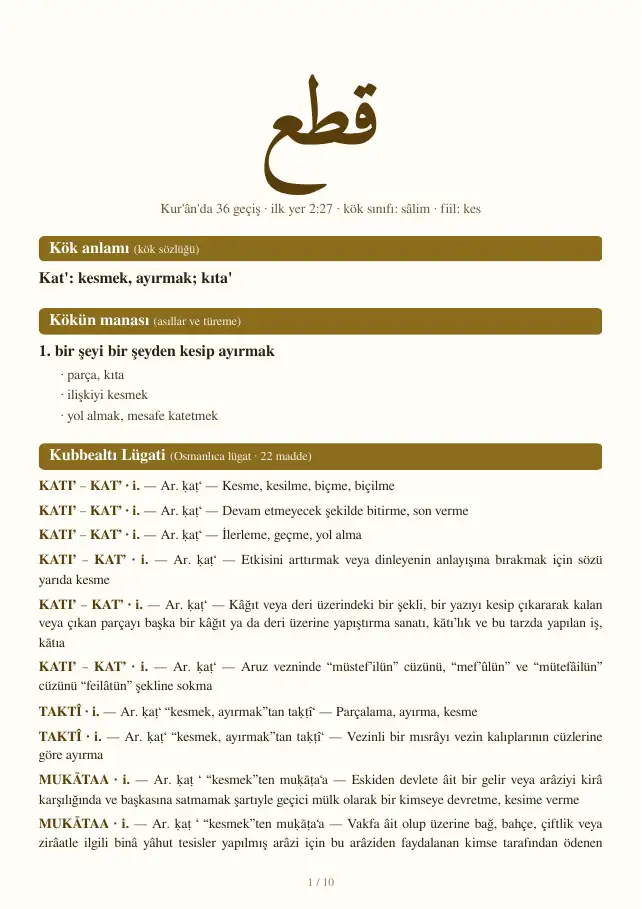 قطع
Kur'ân'da 36 geçiş · ilk yer 2:27 · kök sınıfı: sâlim · fiil: kes
Kök anlamı (kök sözlüğü)
Kat': kesmek, ayırmak; kıta'
Kökün manası (asıllar ve türeme)
1. bir şeyi bir şeyden kesip ayırmak
· parça, kıta
· ilişkiyi kesmek
· yol almak, mesafe katetmek
Kubbealtı Lügati (Osmanlıca lügat · 22 madde)
KATI’ – KAT’ · i. — Ar. ḳaṭ‘ — Kesme, kesilme, biçme, biçilme
KATI’ – KAT’ · i. — Ar. ḳaṭ‘ — Devam etmeyecek şekilde bitirme, son verme
KATI’ – KAT’ · i. — Ar. ḳaṭ‘ — İlerleme, geçme, yol alma
KATI’ – KAT’ · i. — Ar. ḳaṭ‘ — Etkisini arttırmak veya dinleyenin anlayışına bırakmak için sözü
yarıda kesme
KATI’ – KAT’ · i. — Ar. ḳaṭ‘ — Kâğıt veya deri üzerindeki bir şekli, bir yazıyı kesip çıkararak kalan
veya çıkan parçayı başka bir kâğıt ya da deri üzerine yapıştırma sanatı, kātı’lık ve bu tarzda yapılan iş,
kātıa
KATI’ – KAT’ · i. — Ar. ḳaṭ‘ — Aruz vezninde “müstef’ilün” cüzünü, “mef’ûlün” ve “mütefâilün”
cüzünü “feilâtün” şekline sokma
TAKTÎ · i. — Ar. ḳaṭ‘ “kesmek, ayırmak”tan taḳṭî‘ — Parçalama, ayırma, kesme
TAKTÎ · i. — Ar. ḳaṭ‘ “kesmek, ayırmak”tan taḳṭî‘ — Vezinli bir mısrâyı vezin kalıplarının cüzlerine
göre ayırma
MUKĀTAA · i. — Ar. ḳaṭ ‘ “kesmek”ten muḳāṭa‘a — Eskiden devlete âit bir gelir veya arâziyi kirâ
karşılığında ve başkasına satmamak şartıyle geçici mülk olarak bir kimseye devretme, kesime verme
MUKĀTAA · i. — Ar. ḳaṭ ‘ “kesmek”ten muḳāṭa‘a — Vakfa âit olup üzerine bağ, bahçe, çiftlik veya
zirâatle ilgili binâ yâhut tesisler yapılmış arâzi için bu arâziden faydalanan kimse tarafından ödenen
1 / 10